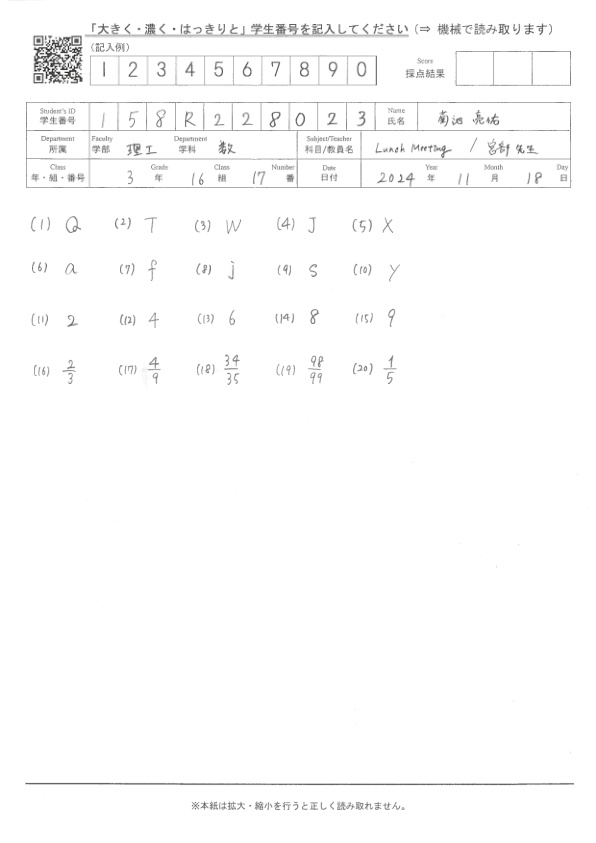 「大きく・濃く・はっきりと」学生番号を記入してください（⇒ 機械で読み取ります）
（記入例）
1 2 3 4 5 6 7 8 9 0
Score
採点結果
Student's ID
学生番号
1 5 8 R 2 2 8 0 2 3
Name
氏名
菊池 亮祐
Department
所属
Faculty
学部
理工
Department
学科
数
Subject/Teacher
科目/教員名
Lunch Meeting / 宮部 先生
Class
年・組・番号
3
Grade
年
16
Class
組
17
Number
番
Date
日付
2024
Year
年
11
Month
月
18
Day
日
(1) Q (2) T (3) W (4) J (5) X
(6) a (7) f (8) j (9) s (10) y
(11) 2 (12) 4 (13) 6 (14) 8 (15) 9
(16) 2/3 (17) 4/9 (18) 34/35 (19) 98/99 (20) 1/5
※本紙は拡大・縮小を行うと正しく読み取れません。